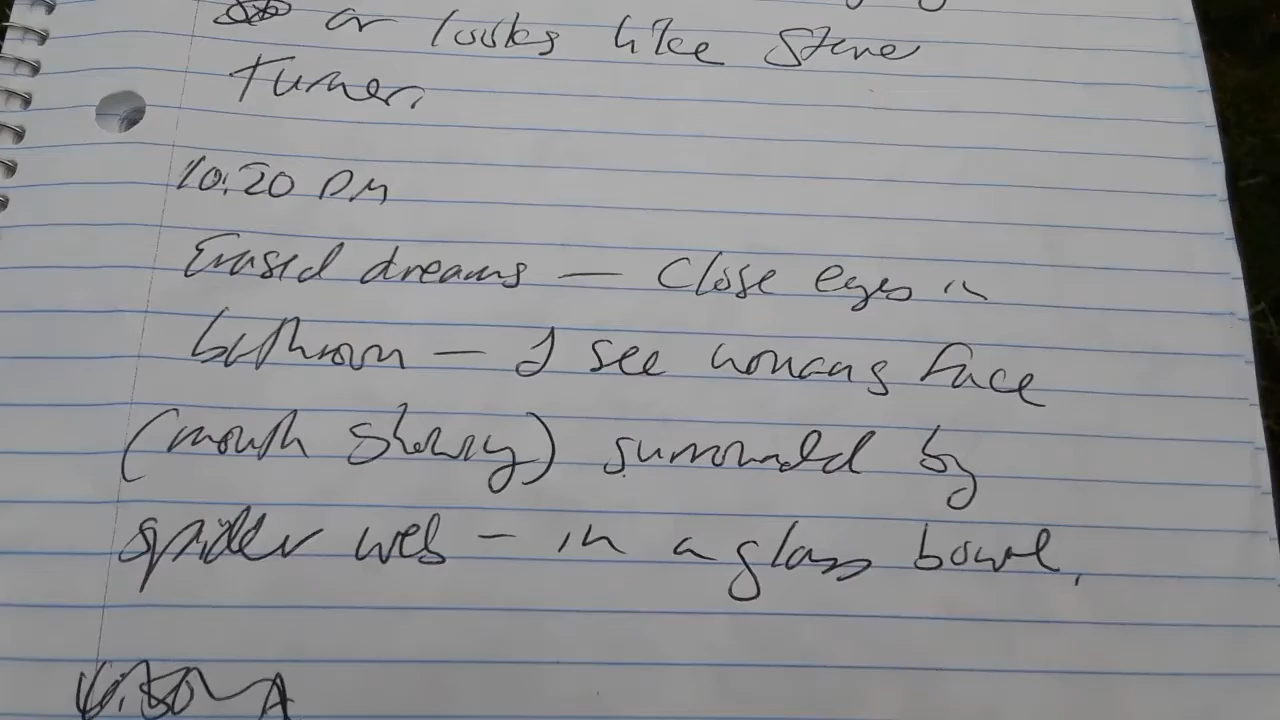 or looks like Steve
Turner.
10.20 PM
Erased dreams — Close eyes in
bathroom — I see womans face
(mouth showing) surrounded by
spider web - in a glass bowl.